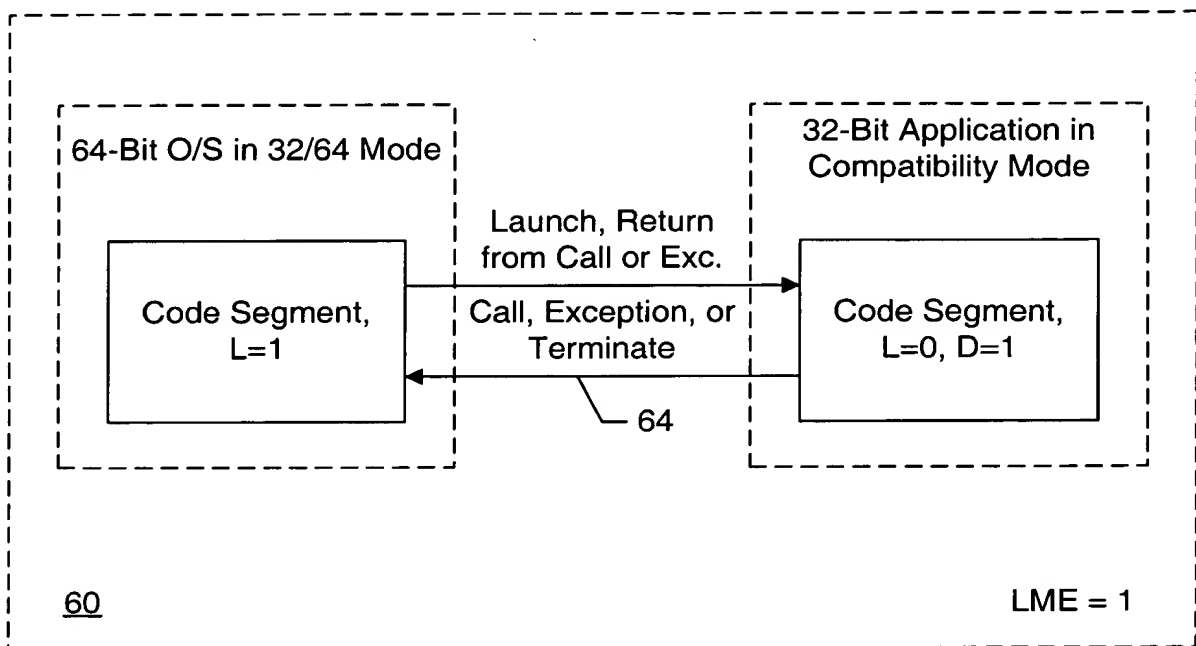 64-Bit O/S in 32/64 Mode
32-Bit Application in
Compatibility Mode
Launch, Return
from Call or Exc.
Code Segment,
L=1
Call, Exception, or
Terminate
Code Segment,
L=0, D=1
64
60
LME = 1